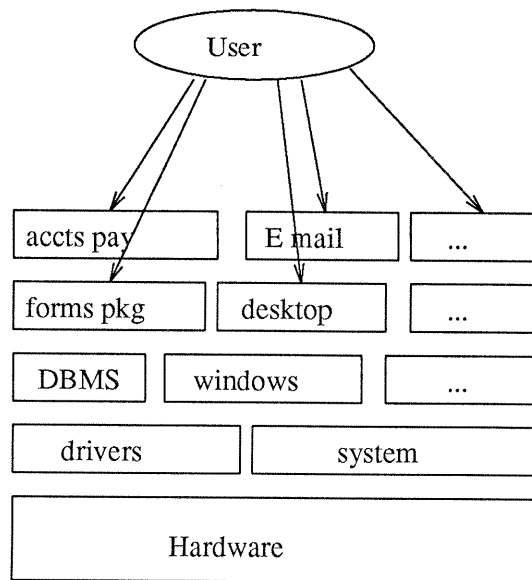 User
accts pay
E mail
...
forms pkg
desktop
...
DBMS
windows
...
drivers
system
Hardware